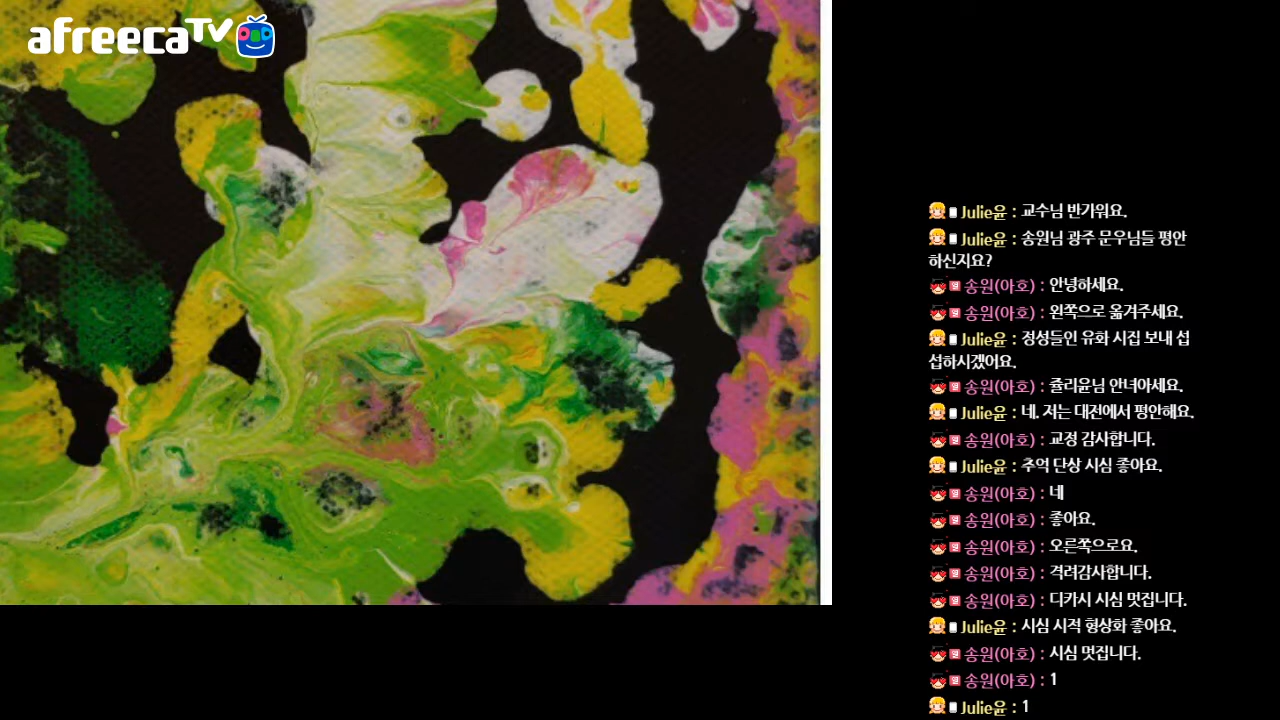 afreecaTV
Julie윤 : 교수님 반가워요.
Julie윤 : 송원님 광주 문우님들 평안
하신지요?
송원(아호) : 안녕하세요.
송원(아호) : 왼쪽으로 옮겨주세요.
Julie윤 : 정성들인 유화 시집 보내 섭
섭하시겠어요.
송원(아호) : 쥴리윤님 안녀아세요.
Julie윤 : 네. 저는 대전에서 평안해요.
송원(아호) : 교정 감사합니다.
Julie윤 : 추억 단상 시심 좋아요.
송원(아호) : 네
송원(아호) : 좋아요.
송원(아호) : 오른쪽으로요.
송원(아호) : 격려감사합니다.
송원(아호) : 디카시 시심 멋집니다.
Julie윤 : 시심 시적 형상화 좋아요.
송원(아호) : 시심 멋집니다.
송원(아호) : 1
Julie윤 : 1